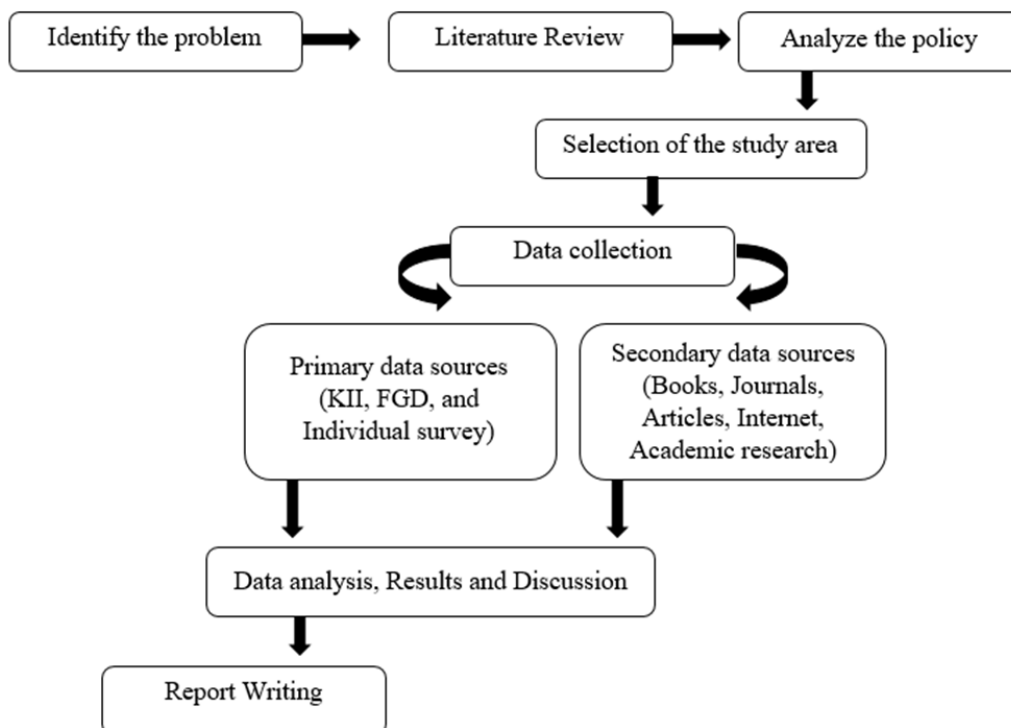 Identify the problem
Literature Review
Analyze the policy
Selection of the study area
Data collection
Primary data sources
(KII, FGD, and
Individual survey)
Secondary data sources
(Books, Journals,
Articles, Internet,
Academic research)
Data analysis, Results and Discussion
Report Writing